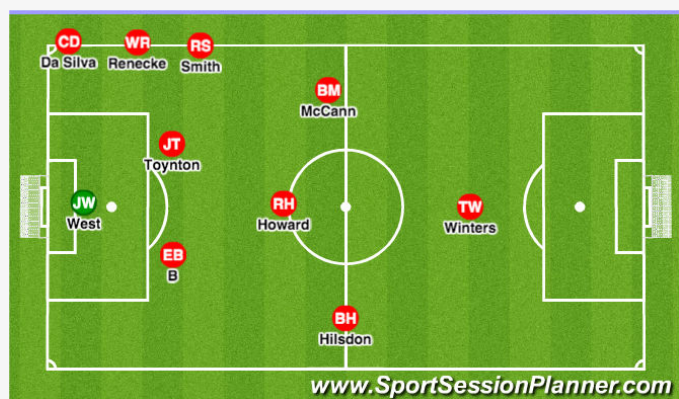 CD
Da Silva
WR
Renecke
RS
Smith
BM
McCann
JT
Toynton
JW
West
RH
Howard
TW
Winters
EB
B
BH
Hilsdon
www.SportSessionPlanner.com